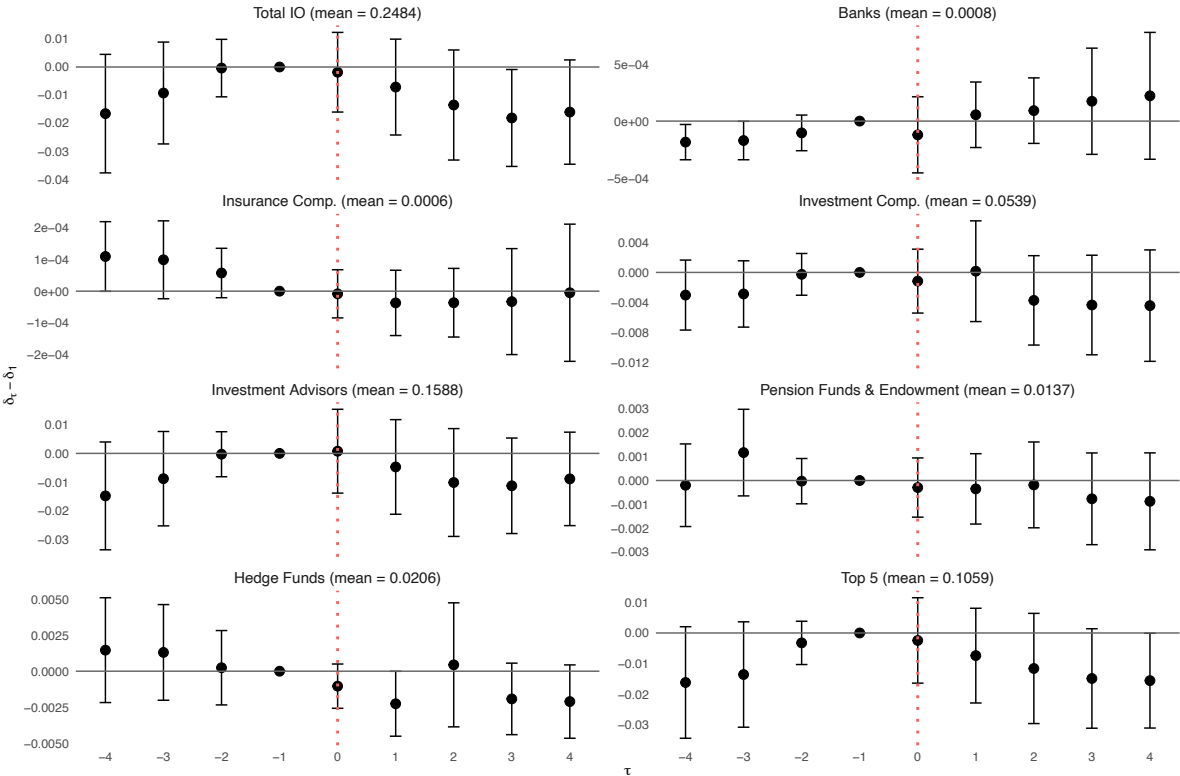 Total IO (mean = 0.2484)
0.01
0.00
−0.01
−0.02
−0.03
−0.04
Banks (mean = 0.0008)
5e−04
0e+00
−5e−04
Insurance Comp. (mean = 0.0006)
2e−04
1e−04
0e+00
−1e−04
−2e−04
Investment Comp. (mean = 0.0539)
0.004
0.000
−0.004
−0.008
−0.012
δτ − δ1
Investment Advisors (mean = 0.1588)
0.01
0.00
−0.01
−0.02
−0.03
Pension Funds & Endowment (mean = 0.0137)
0.003
0.002
0.001
0.000
−0.001
−0.002
−0.003
Hedge Funds (mean = 0.0206)
0.0050
0.0025
0.0000
−0.0025
−0.0050
−4 −3 −2 −1 0 1 2 3 4
Top 5 (mean = 0.1059)
0.01
0.00
−0.01
−0.02
−0.03
−4 −3 −2 −1 0 1 2 3 4
τ